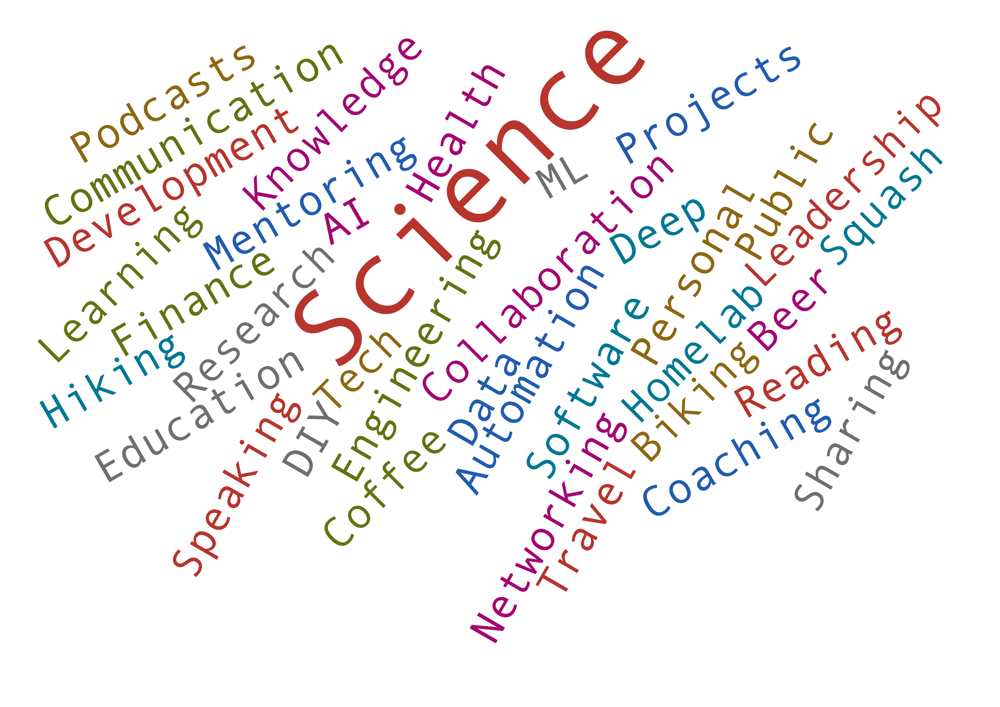 Podcasts
Communication
Development
Knowledge
Health
Science
Projects
Mentoring
AI
ML
Learning
Finance
Research
Collaboration
Deep
Personal
Public
Leadership
Squash
Hiking
Education
Tech
DIY
Engineering
Data
Automation
Software
HomeLab
Beer
Biking
Reading
Speaking
Coffee
Networking
Travel
Coaching
Sharing